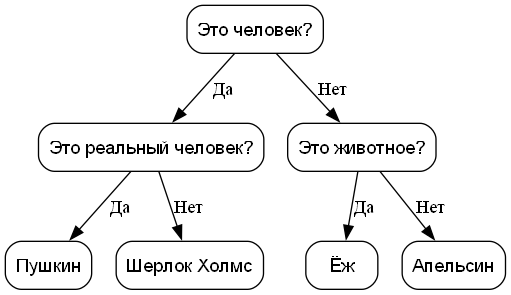 Это человек?
Да
Нет
Это реальный человек?
Это животное?
Да
Нет
Да
Нет
Пушкин
Шерлок Холмс
Ёж
Апельсин